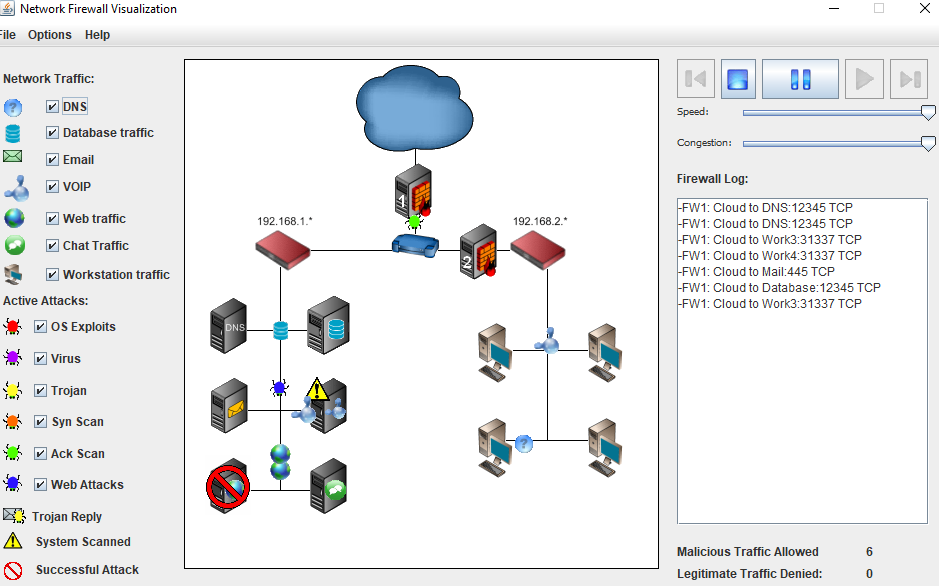 Network Firewall Visualization
File Options Help
Network Traffic:
DNS
Database traffic
Email
VOIP
Web traffic
Chat Traffic
Workstation traffic
Active Attacks:
OS Exploits
Virus
Trojan
Syn Scan
Ack Scan
Web Attacks
Trojan Reply
System Scanned
Successful Attack
1
192.168.1.*
192.168.2.*
2
DNS
Speed:
Congestion:
Firewall Log:
-FW1: Cloud to DNS:12345 TCP
-FW1: Cloud to DNS:12345 TCP
-FW1: Cloud to Work3:31337 TCP
-FW1: Cloud to Work4:31337 TCP
-FW1: Cloud to Mail:445 TCP
-FW1: Cloud to Database:12345 TCP
-FW1: Cloud to Work3:31337 TCP
Malicious Traffic Allowed 6
Legitimate Traffic Denied: 0